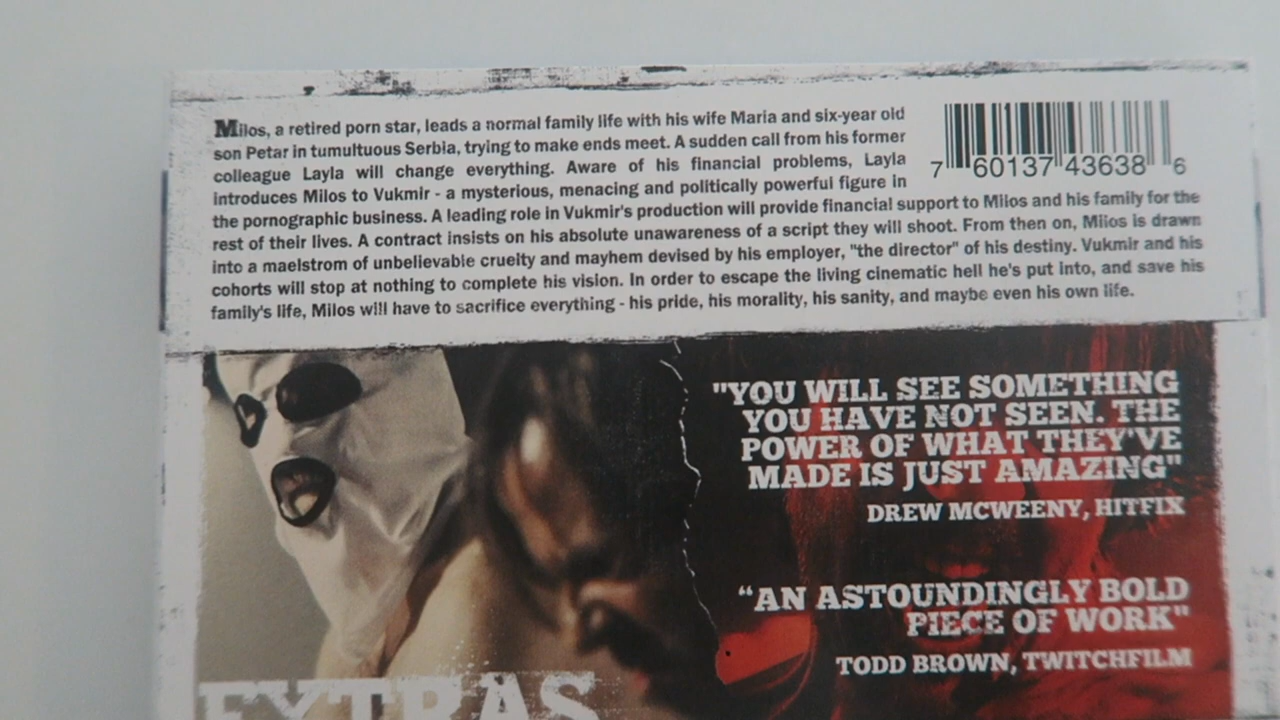 Milos, a retired porn star, leads a normal family life with his wife Maria and six-year old
son Petar in tumultuous Serbia, trying to make ends meet. A sudden call from his former
colleague Layla will change everything. Aware of his financial problems, Layla
introduces Milos to Vukmir - a mysterious, menacing and politically powerful figure in
the pornographic business. A leading role in Vukmir's production will provide financial support to Milos and his family for the
rest of their lives. A contract insists on his absolute unawareness of a script they will shoot. From then on, Milos is drawn
into a maelstrom of unbelievable cruelty and mayhem devised by his employer, "the director" of his destiny. Vukmir and his
cohorts will stop at nothing to complete his vision. In order to escape the living cinematic hell he's put into, and save his
family's life, Milos will have to sacrifice everything - his pride, his morality, his sanity, and maybe even his own life.
7 60137 43638 6
"YOU WILL SEE SOMETHING
YOU HAVE NOT SEEN. THE
POWER OF WHAT THEY'VE
MADE IS JUST AMAZING"
DREW MCWEENY, HITFIX
“AN ASTOUNDINGLY BOLD
PIECE OF WORK"
TODD BROWN, TWITCHFILM
EXTRAS